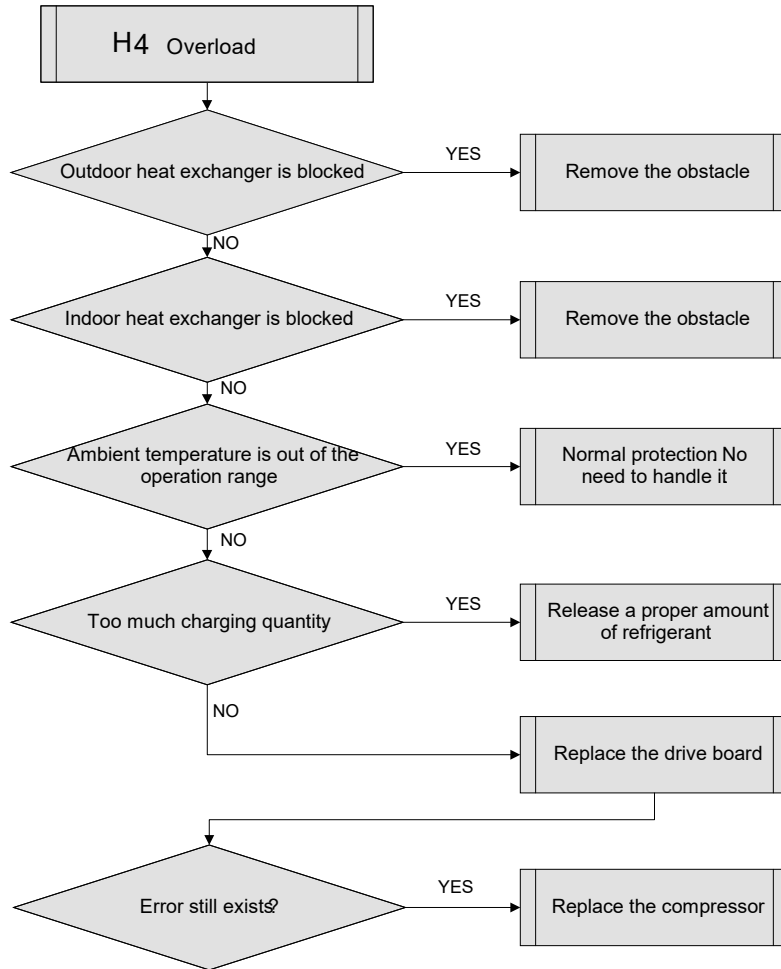 H4 Overload
Outdoor heat exchanger is blocked
YES
Remove the obstacle
NO
Indoor heat exchanger is blocked
YES
Remove the obstacle
NO
Ambient temperature is out of the
operation range
YES
Normal protection No
need to handle it
NO
Too much charging quantity
YES
Release a proper amount
of refrigerant
NO
Replace the drive board
Error still exists?
YES
Replace the compressor